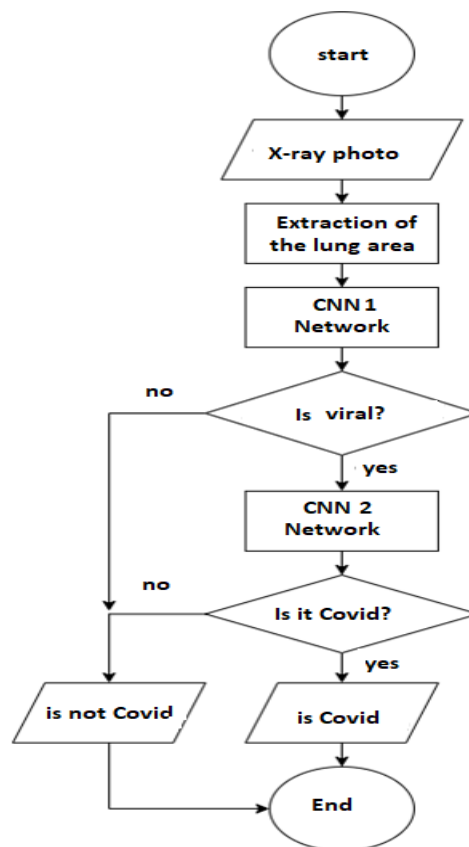 start
X-ray photo
Extraction of
the lung area
CNN 1
Network
no
Is viral?
yes
CNN 2
Network
no
Is it Covid?
yes
is not Covid
is Covid
End